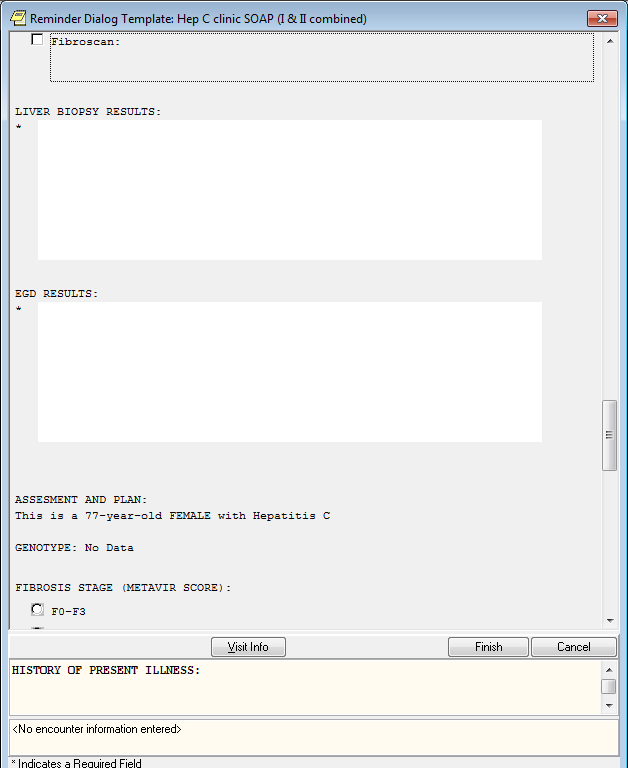 Reminder Dialog Template: Hep C clinic SOAP (I & II combined)
Fibroscan:
LIVER BIOPSY RESULTS:
*
EGD RESULTS:
*
ASSESMENT AND PLAN:
This is a 77-year-old FEMALE with Hepatitis C
GENOTYPE: No Data
FIBROSIS STAGE (METAVIR SCORE):
F0-F3
Visit Info
Finish
Cancel
HISTORY OF PRESENT ILLNESS:
<No encounter information entered>
* Indicates a Required Field